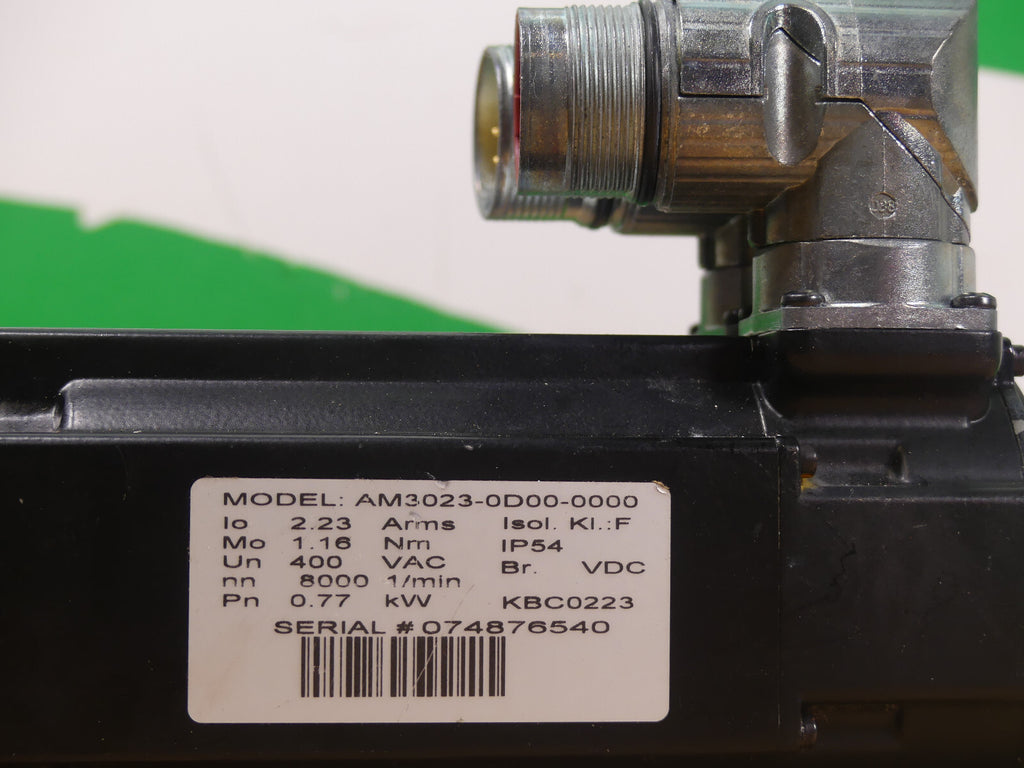 MODEL: AM3023-0D00-0000
Io 2.23 Arms Isol. Kl.:F
Mo 1.16 Nm IP54
Un 400 VAC Br. VDC
nn 8000 1/min
Pn 0.77 kW KBC0223
SERIAL # 074876540